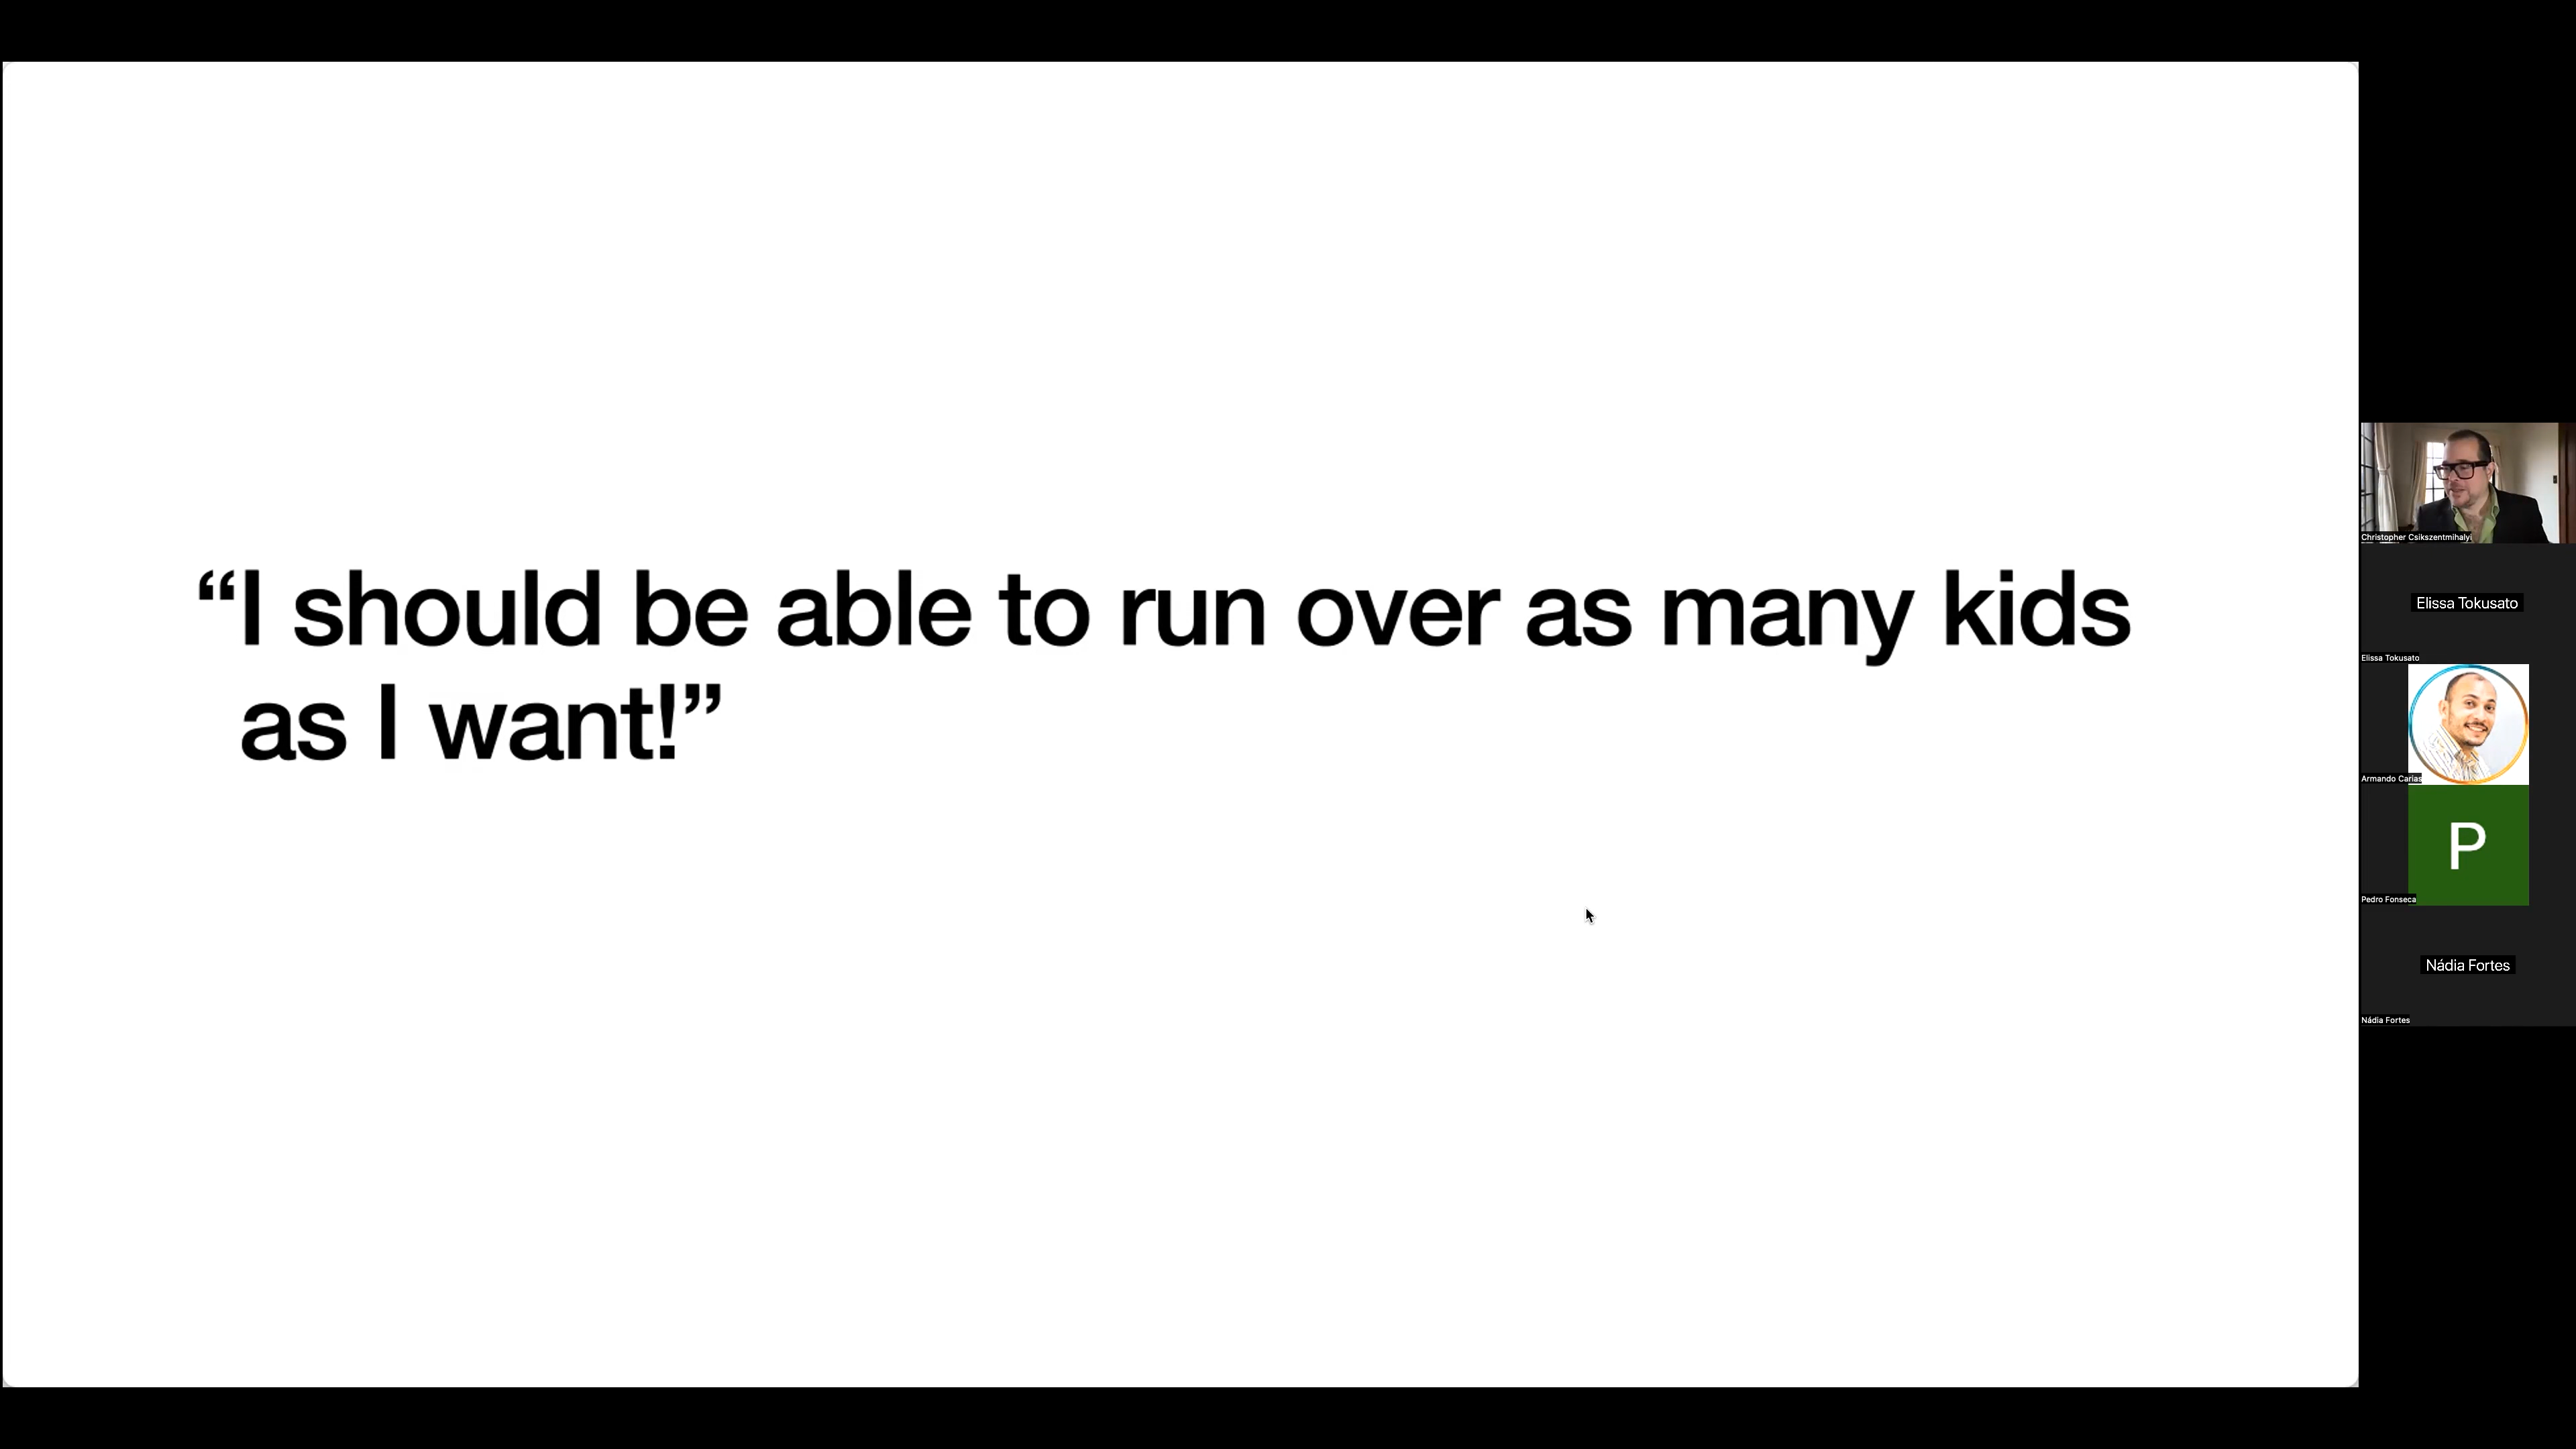 “I should be able to run over as many kids
as I want!”
Christopher Csikszentmihalyi
Elissa Tokusato
Elissa Tokusato
Armando Carias
P
Pedro Fonseca
Nádia Fortes
Nádia Fortes